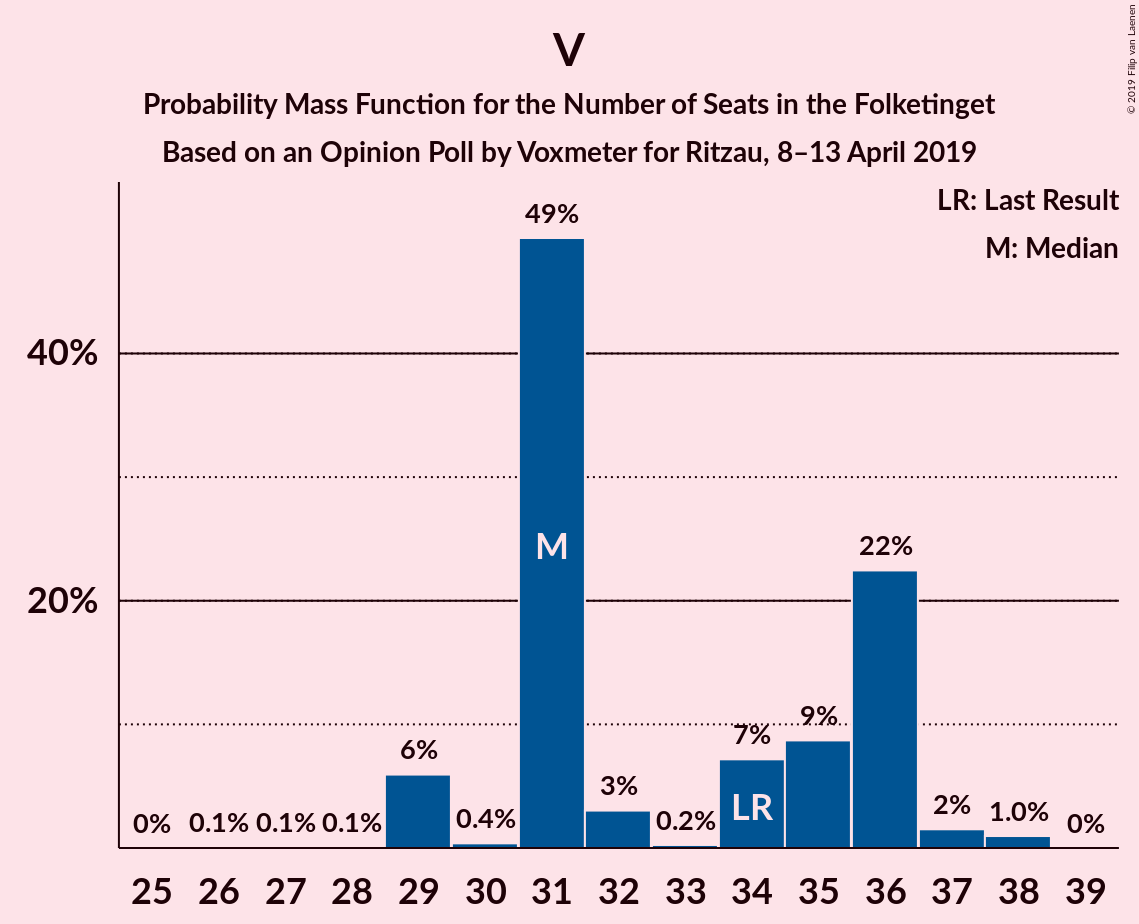 V
Probability Mass Function for the Number of Seats in the Folketinget
Based on an Opinion Poll by Voxmeter for Ritzau, 8–13 April 2019
© 2019 Filip van Laenen
LR: Last Result
M: Median
40%
20%
0%
0.1%
0.1%
0.1%
6%
0.4%
49%
M
3%
0.2%
7%
LR
9%
22%
2%
1.0%
0%
25 26 27 28 29 30 31 32 33 34 35 36 37 38 39